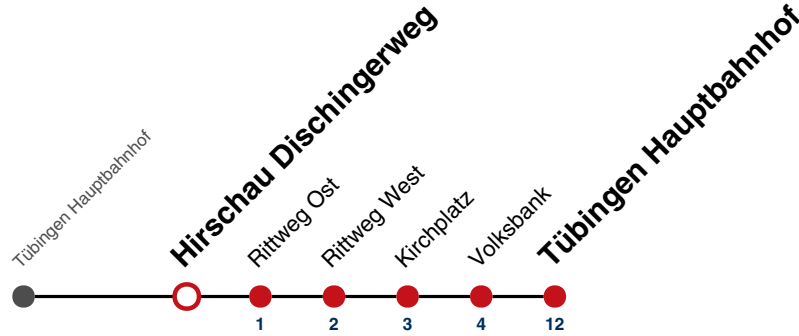 Tübingen Hauptbahnhof
Hirschau Dischingerweg
Rittweg Ost
Rittweg West
Kirchplatz
Volksbank
Tübingen Hauptbahnhof
1 2 3 4 12